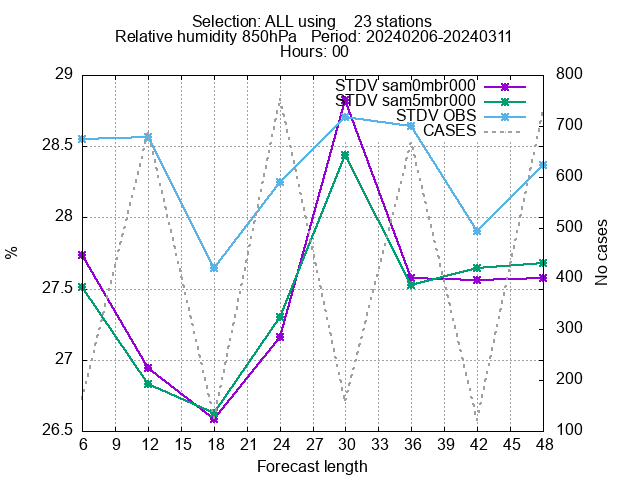 Selection: ALL using    23 stations
Relative humidity 850hPa   Period: 20240206-20240311
Hours: 00
STDV sam0mbr000
STDV sam5mbr000
STDV OBS
CASES
29
28.5
28
27.5
27
26.5
%
800
700
600
500
400
300
200
100
No cases
6 9 12 15 18 21 24 27 30 33 36 39 42 45 48
Forecast length